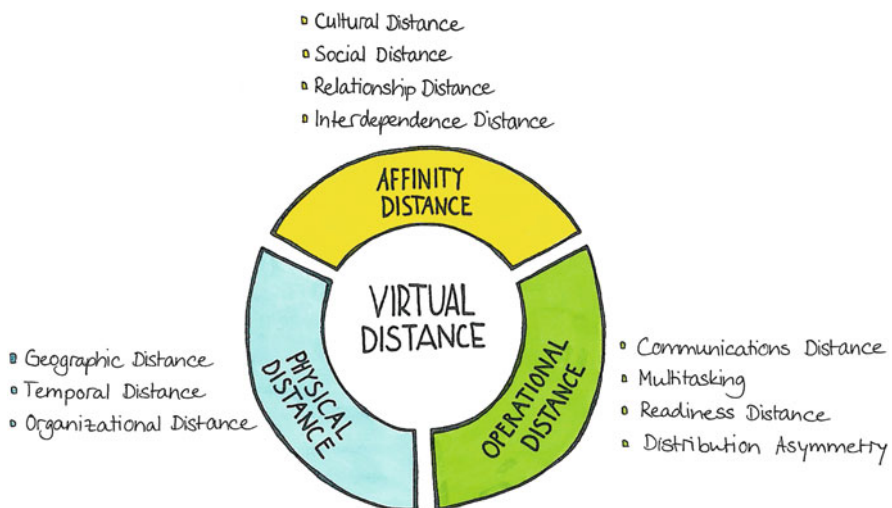 Cultural Distance
Social Distance
Relationship Distance
Interdependence Distance
AFFINITY
DISTANCE
VIRTUAL
DISTANCE
PHYSICAL
DISTANCE
Geographic Distance
Temporal Distance
Organizational Distance
OPERATIONAL
DISTANCE
Communications Distance
Multitasking
Readiness Distance
Distribution Asymmetry